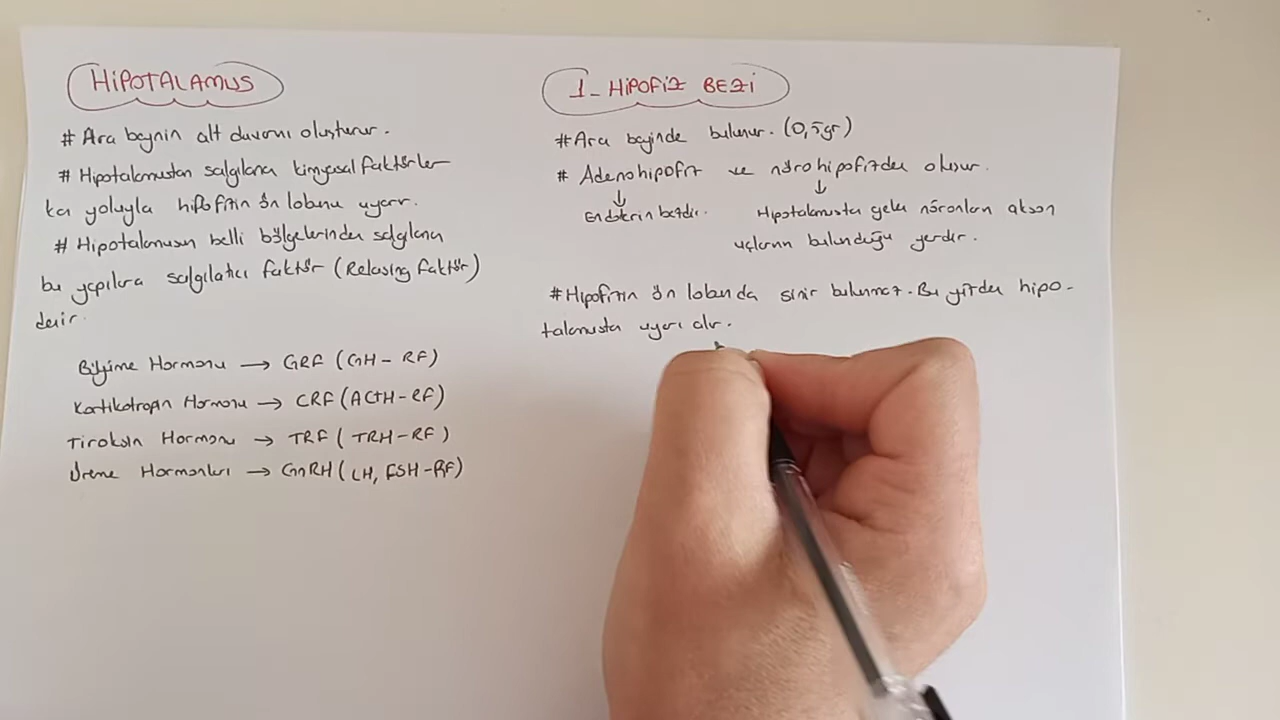 HİPOTALAMUS
# Ara beynin alt duvarını oluşturur.
# Hipotalamustan salgılanan kimyasal faktörler
kan yoluyla hipofizin ön lobunu uyarır.
# Hipotalamusun belli bölgelerinden salgılanan
bu yapılara salgılatıcı faktör (Relasing faktör)
denir.
Büyüme Hormonu → GRF (GH-RF)
Kortikotropin Hormonu → CRF (ACTH-RF)
Tiroksin Hormonu → TRF (TRH-RF)
Üreme Hormonları → GnRH (LH, FSH-RF)
1- HİPOFİZ BEZİ
# Ara beyinde bulunur. (0,5gr)
# Adenohipofiz ve nörohipofizden oluşur.
↓ ↓
Endokrin bezdir. Hipotalamustan gelen nöronların akson
uçlarının bulunduğu yerdir.
# Hipofizin ön lobunda sinir bulunmaz. Bu yüzden hipo-
talamustan uyarı alır.